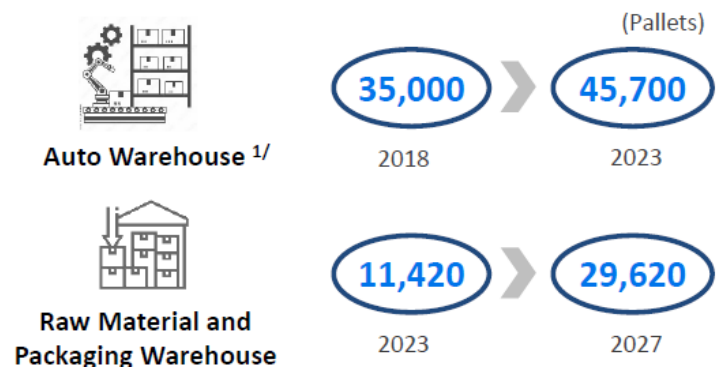 (Pallets)
35,000
45,700
Auto Warehouse 1/
2018
2023
11,420
29,620
Raw Material and
Packaging Warehouse
2023
2027